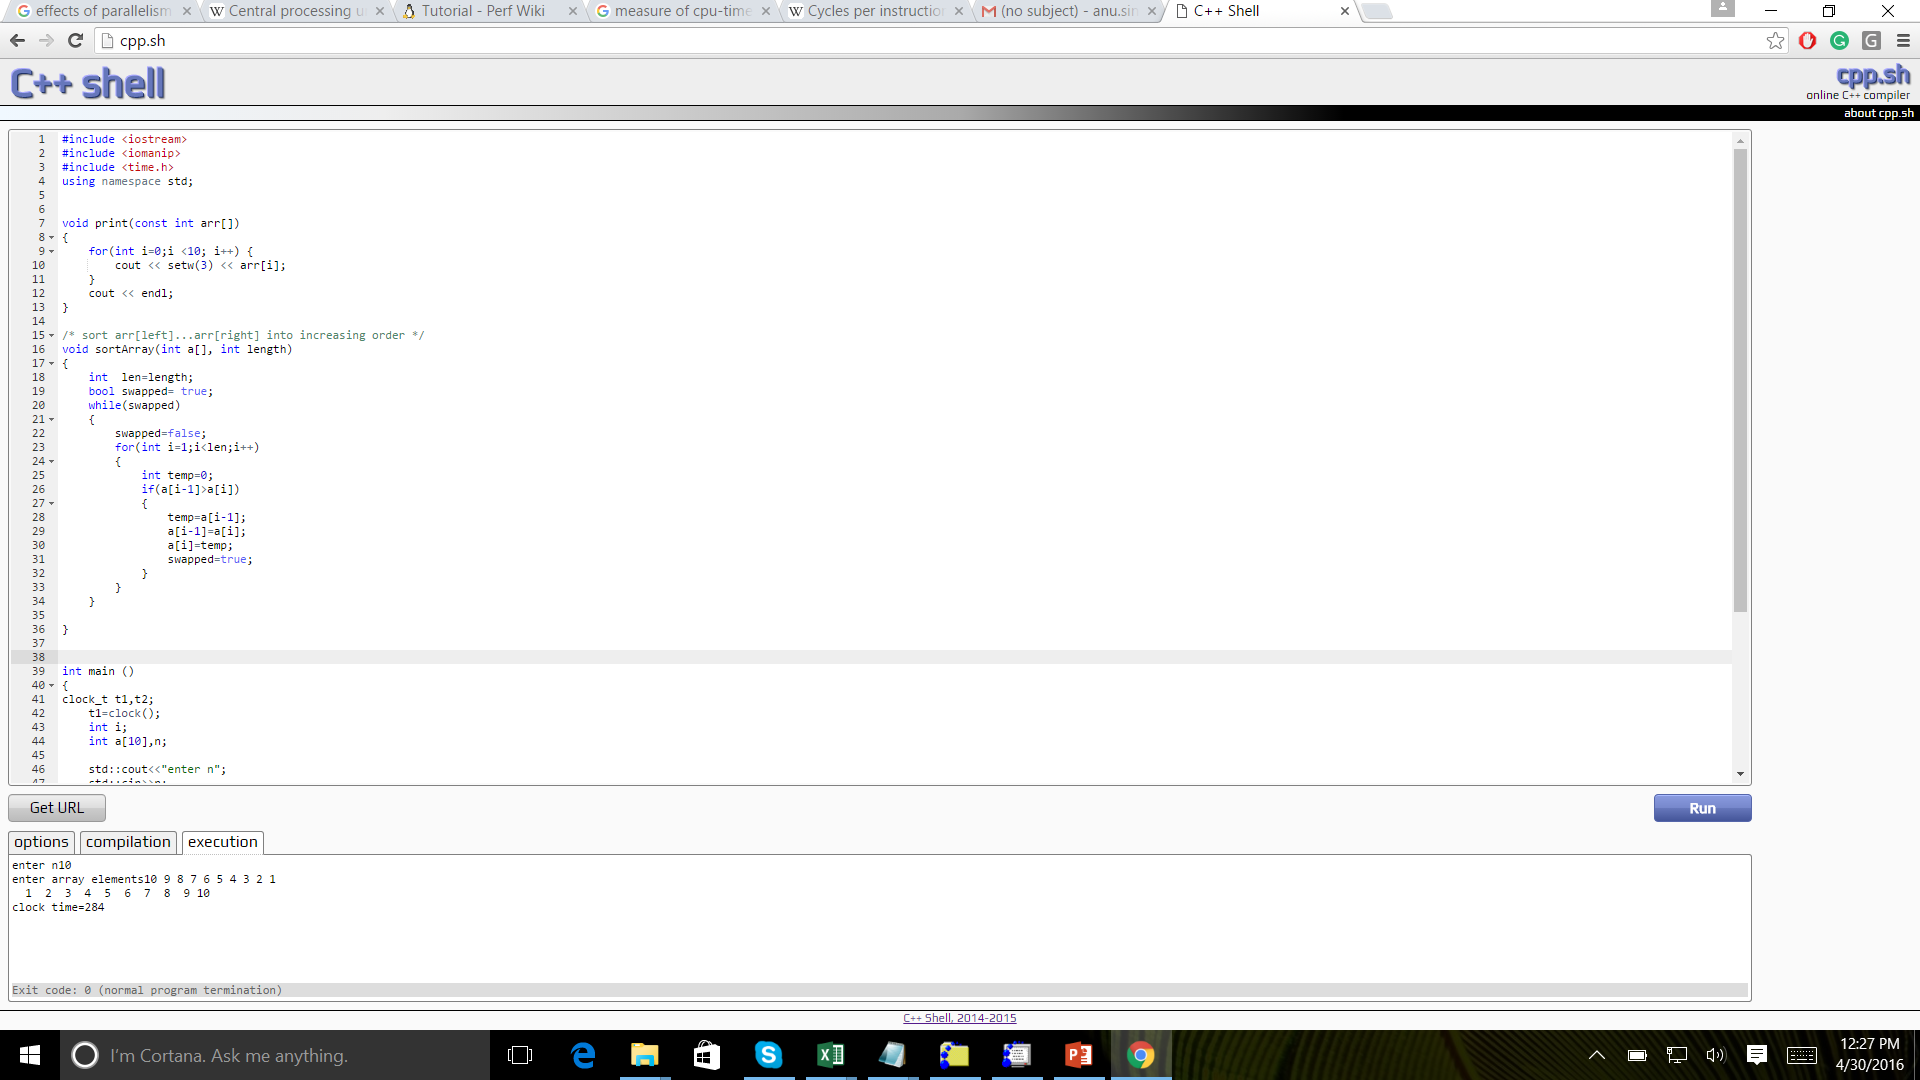 effects of parallelism
Central processing u
Tutorial - Perf Wiki
measure of cpu-time
Cycles per instruction
(no subject) - anu.sin
C++ Shell
cpp.sh
C++ shell
cpp.sh
online C++ compiler
about cpp.sh
1 #include <iostream>
2 #include <iomanip>
3 #include <time.h>
4 using namespace std;
5
6
7 void print(const int arr[])
8 {
9     for(int i=0;i <10; i++) {
10         cout << setw(3) << arr[i];
11     }
12     cout << endl;
13 }
14
15 /* sort arr[left]...arr[right] into increasing order */
16 void sortArray(int a[], int length)
17 {
18     int  len=length;
19     bool swapped= true;
20     while(swapped)
21     {
22         swapped=false;
23         for(int i=1;i<len;i++)
24         {
25             int temp=0;
26             if(a[i-1]>a[i])
27             {
28                 temp=a[i-1];
29                 a[i-1]=a[i];
30                 a[i]=temp;
31                 swapped=true;
32             }
33         }
34     }
35
36 }
37
38
39 int main ()
40 {
41 clock_t t1,t2;
42     t1=clock();
43     int i;
44     int a[10],n;
45
46     std::cout<<"enter n";
47     std::cin>>n;
Get URL
Run
options
compilation
execution
enter n10
enter array elements10 9 8 7 6 5 4 3 2 1
  1  2  3  4  5  6  7  8  9 10
clock time=284
Exit code: 0 (normal program termination)
C++ Shell, 2014-2015
I'm Cortana. Ask me anything.
12:27 PM
4/30/2016